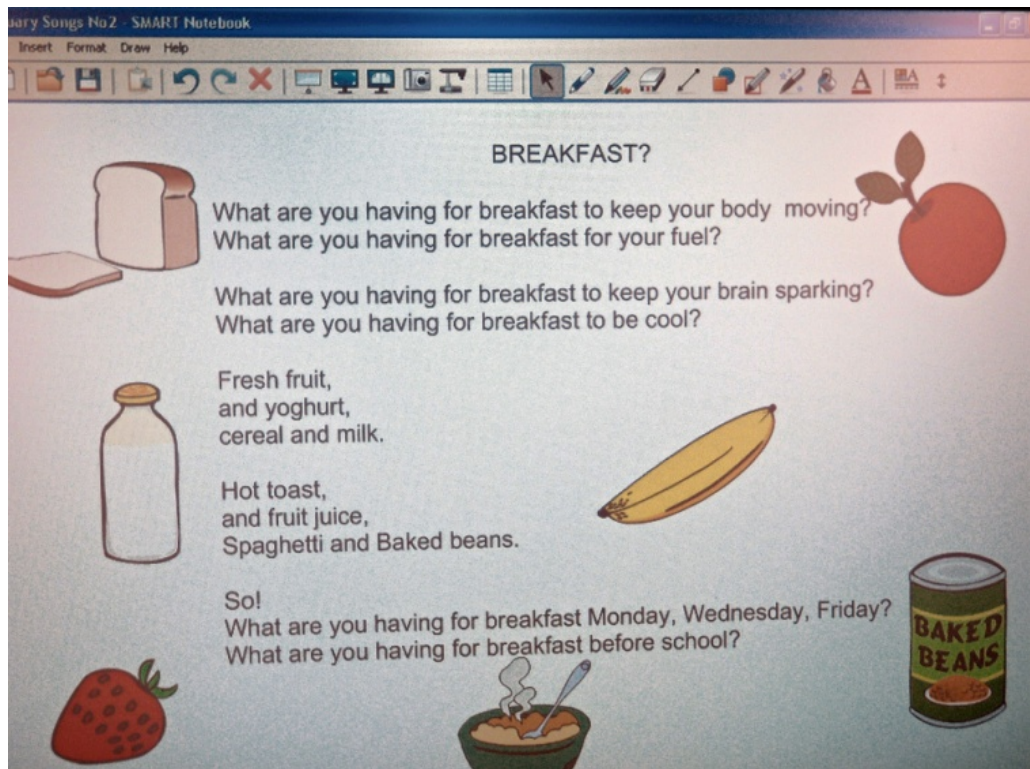 uary Songs No2 - SMART Notebook
Insert Format Draw Help
BREAKFAST?
What are you having for breakfast to keep your body moving?
What are you having for breakfast for your fuel?
What are you having for breakfast to keep your brain sparking?
What are you having for breakfast to be cool?
Fresh fruit,
and yoghurt,
cereal and milk.
Hot toast,
and fruit juice,
Spaghetti and Baked beans.
So!
What are you having for breakfast Monday, Wednesday, Friday?
What are you having for breakfast before school?
BAKED
BEANS